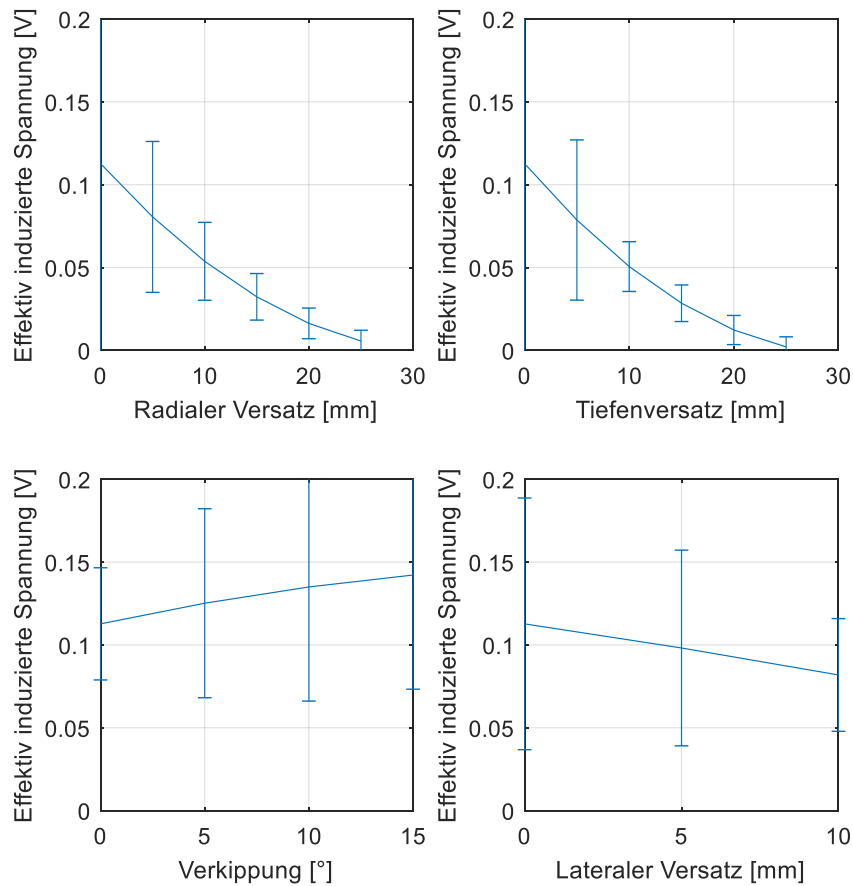 Effektiv induzierte Spannung [V]
0.2
0.15
0.1
0.05
0
0 10 20 30
Radialer Versatz [mm]
Effektiv induzierte Spannung [V]
0.2
0.15
0.1
0.05
0
0 10 20 30
Tiefenversatz [mm]
Effektiv induzierte Spannung [V]
0.2
0.15
0.1
0.05
0
0 5 10 15
Verkippung [°]
Effektiv induzierte Spannung [V]
0.2
0.15
0.1
0.05
0
0 5 10
Lateraler Versatz [mm]